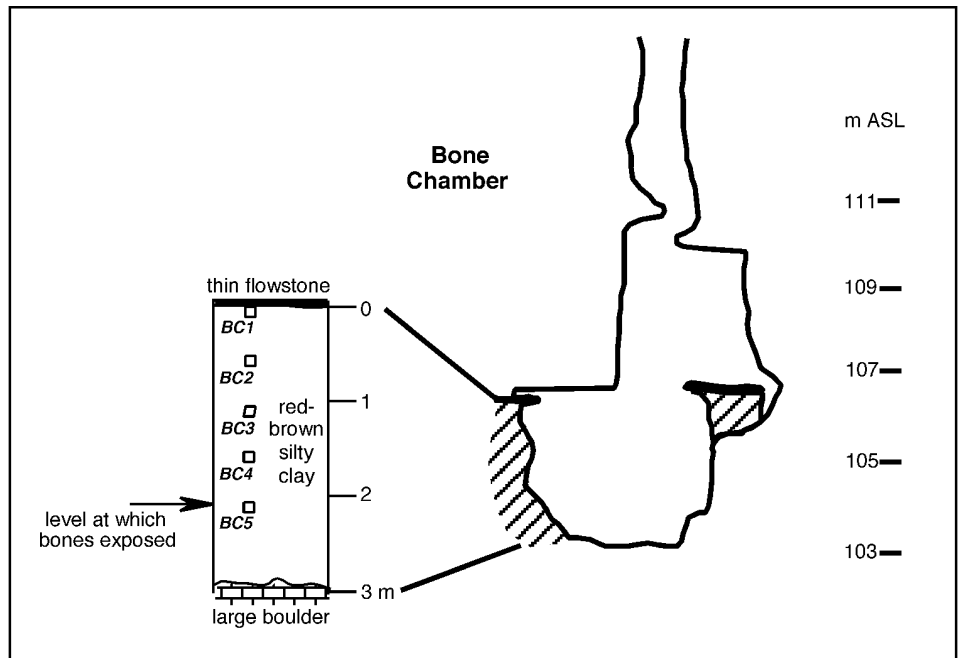 Bone
Chamber
m ASL
111
109
107
105
103
thin flowstone
0
BC1
BC2
1
BC3
red-
brown
silty
clay
BC4
2
BC5
level at which
bones exposed
3 m
large boulder